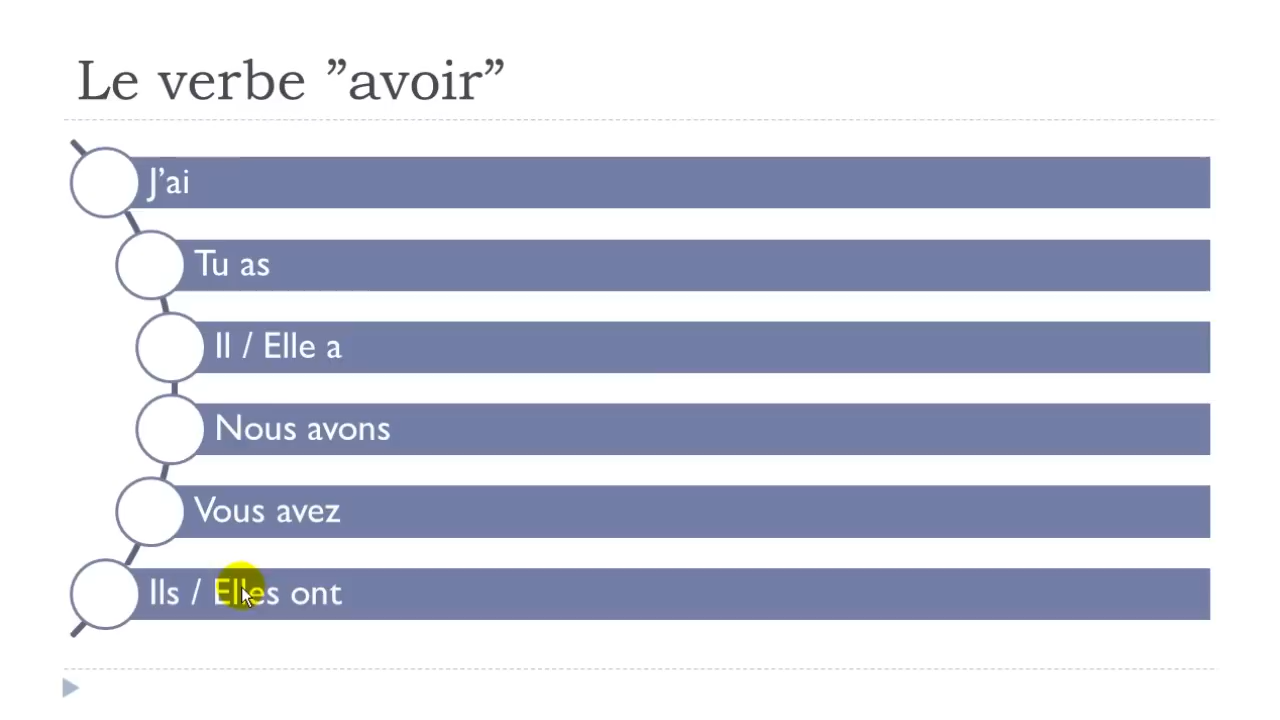 Le verbe ”avoir”
J’ai
Tu as
Il / Elle a
Nous avons
Vous avez
Ils / Elles ont